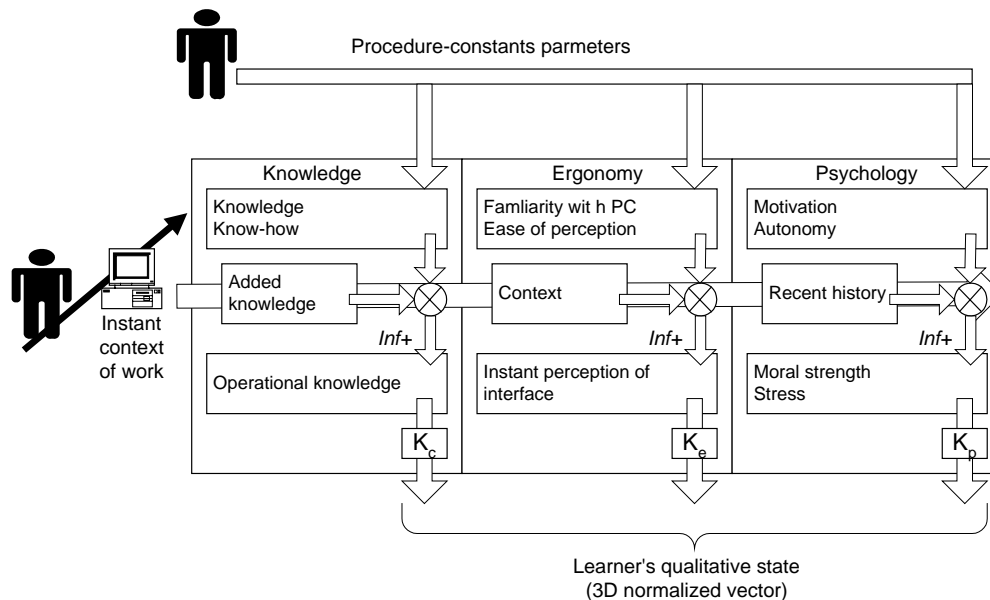 Procedure-constants parmeters
Knowledge
Ergonomy
Psychology
Knowledge
Know-how
Famliarity wit h PC
Ease of perception
Motivation
Autonomy
Added
knowledge
Context
Recent history
Instant
context
of work
Inf+
Inf+
Inf+
Operational knowledge
Instant perception of
interface
Moral strength
Stress
Kc
Ke
Kp
Learner's qualitative state
(3D normalized vector)